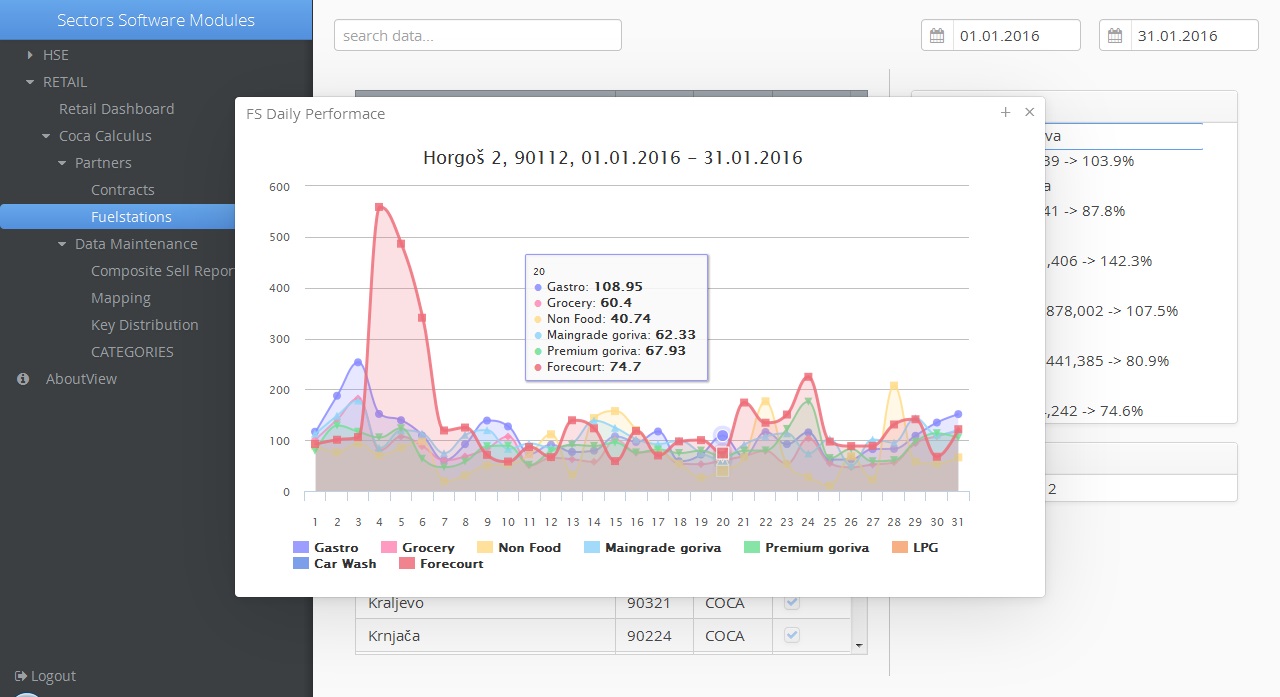 Sectors Software Modules
HSE
RETAIL
Retail Dashboard
Coca Calculus
Partners
Contracts
Fuelstations
Data Maintenance
Composite Sell Repor
Mapping
Key Distribution
CATEGORIES
AboutView
Logout
search data...
01.01.2016
31.01.2016
FS Daily Performace
Horgoš 2, 90112, 01.01.2016 – 31.01.2016
600
500
400
300
200
100
0
20
Gastro: 108.95
Grocery: 60.4
Non Food: 40.74
Maingrade goriva: 62.33
Premium goriva: 67.93
Forecourt: 74.7
1 2 3 4 5 6 7 8 9 10 11 12 13 14 15 16 17 18 19 20 21 22 23 24 25 26 27 28 29 30 31
Gastro Grocery Non Food Maingrade goriva Premium goriva LPG
Car Wash Forecourt
va
39 -> 103.9%
a
41 -> 87.8%
,406 -> 142.3%
878,002 -> 107.5%
441,385 -> 80.9%
,242 -> 74.6%
2
Kraljevo 90321 COCA
Krnjača 90224 COCA